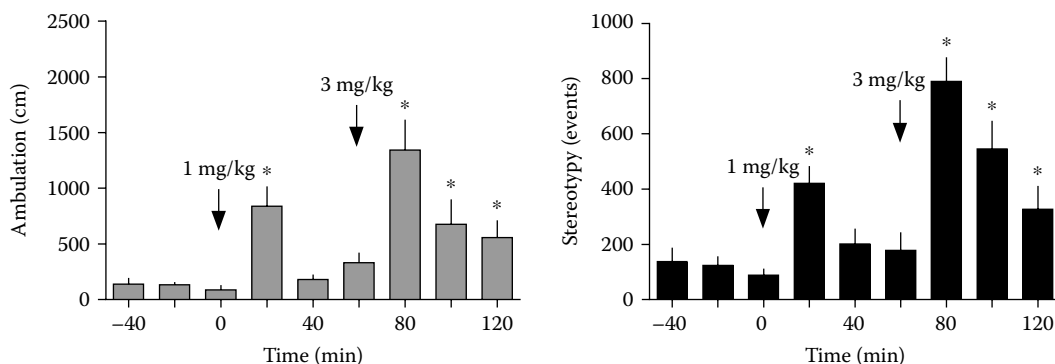 2500
2000
1500
1000
500
0
Ambulation (cm)
1 mg/kg
3 mg/kg
*
*
*
*
−40 0 40 80 120
Time (min)
1000
800
600
400
200
0
Stereotypy (events)
1 mg/kg
3 mg/kg
*
*
*
*
−40 0 40 80 120
Time (min)